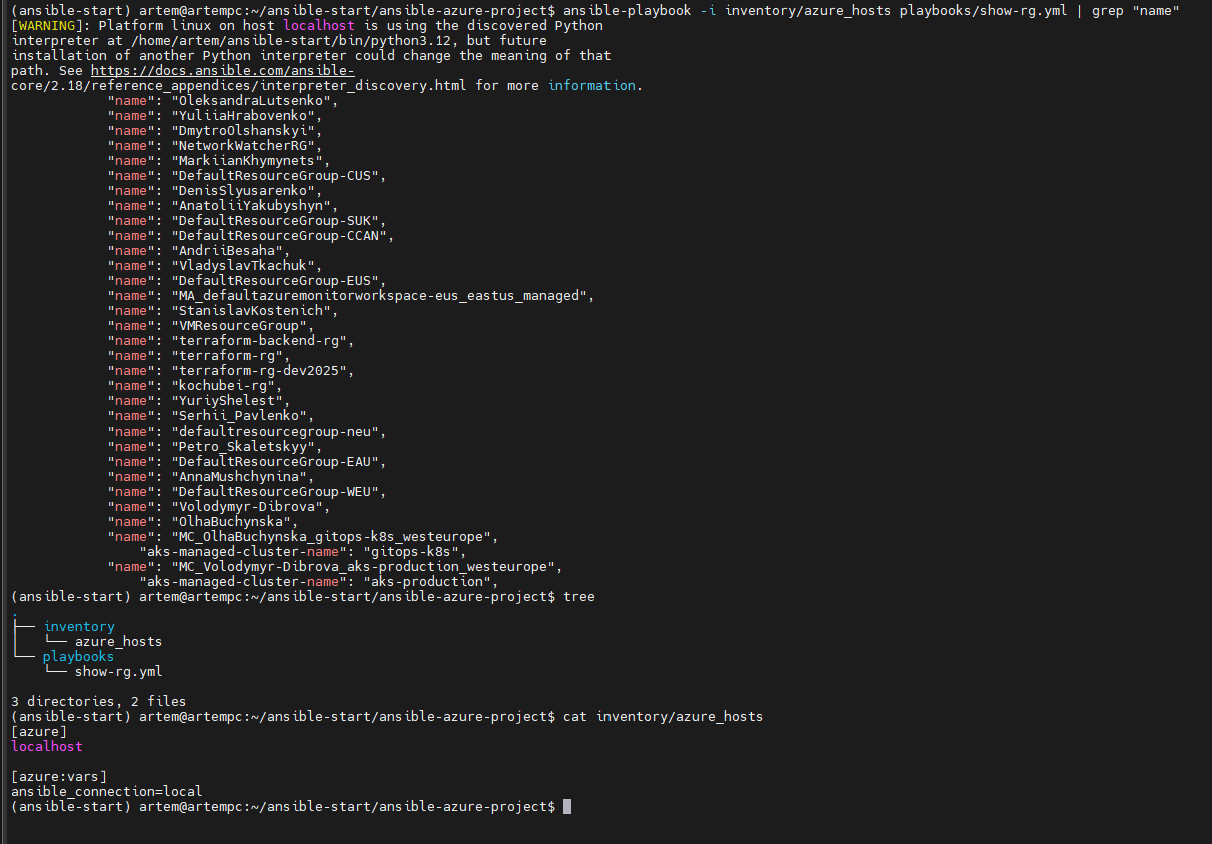 (ansible-start) artem@artempc:~/ansible-start/ansible-azure-project$ ansible-playbook -i inventory/azure_hosts playbooks/show-rg.yml | grep "name"
[WARNING]: Platform linux on host localhost is using the discovered Python
interpreter at /home/artem/ansible-start/bin/python3.12, but future
installation of another Python interpreter could change the meaning of that
path. See https://docs.ansible.com/ansible-
core/2.18/reference_appendices/interpreter_discovery.html for more information.
            "name": "OleksandraLutsenko",
            "name": "YuliiaHrabovenko",
            "name": "DmytroOlshanskyi",
            "name": "NetworkWatcherRG",
            "name": "MarkiianKhymynets",
            "name": "DefaultResourceGroup-CUS",
            "name": "DenisSlyusarenko",
            "name": "AnatoliiYakubyshyn",
            "name": "DefaultResourceGroup-SUK",
            "name": "DefaultResourceGroup-CCAN",
            "name": "AndriiBesaha",
            "name": "VladyslavTkachuk",
            "name": "DefaultResourceGroup-EUS",
            "name": "MA_defaultazuremonitorworkspace-eus_eastus_managed",
            "name": "StanislavKostenich",
            "name": "VMResourceGroup",
            "name": "terraform-backend-rg",
            "name": "terraform-rg",
            "name": "terraform-rg-dev2025",
            "name": "kochubei-rg",
            "name": "YuriyShelest",
            "name": "Serhii_Pavlenko",
            "name": "defaultresourcegroup-neu",
            "name": "Petro_Skaletskyy",
            "name": "DefaultResourceGroup-EAU",
            "name": "AnnaMushchynina",
            "name": "DefaultResourceGroup-WEU",
            "name": "Volodymyr-Dibrova",
            "name": "OlhaBuchynska",
            "name": "MC_OlhaBuchynska_gitops-k8s_westeurope",
                "aks-managed-cluster-name": "gitops-k8s",
            "name": "MC_Volodymyr-Dibrova_aks-production_westeurope",
                "aks-managed-cluster-name": "aks-production",
(ansible-start) artem@artempc:~/ansible-start/ansible-azure-project$ tree
.
├── inventory
│   └── azure_hosts
└── playbooks
    └── show-rg.yml

3 directories, 2 files
(ansible-start) artem@artempc:~/ansible-start/ansible-azure-project$ cat inventory/azure_hosts
[azure]
localhost

[azure:vars]
ansible_connection=local
(ansible-start) artem@artempc:~/ansible-start/ansible-azure-project$